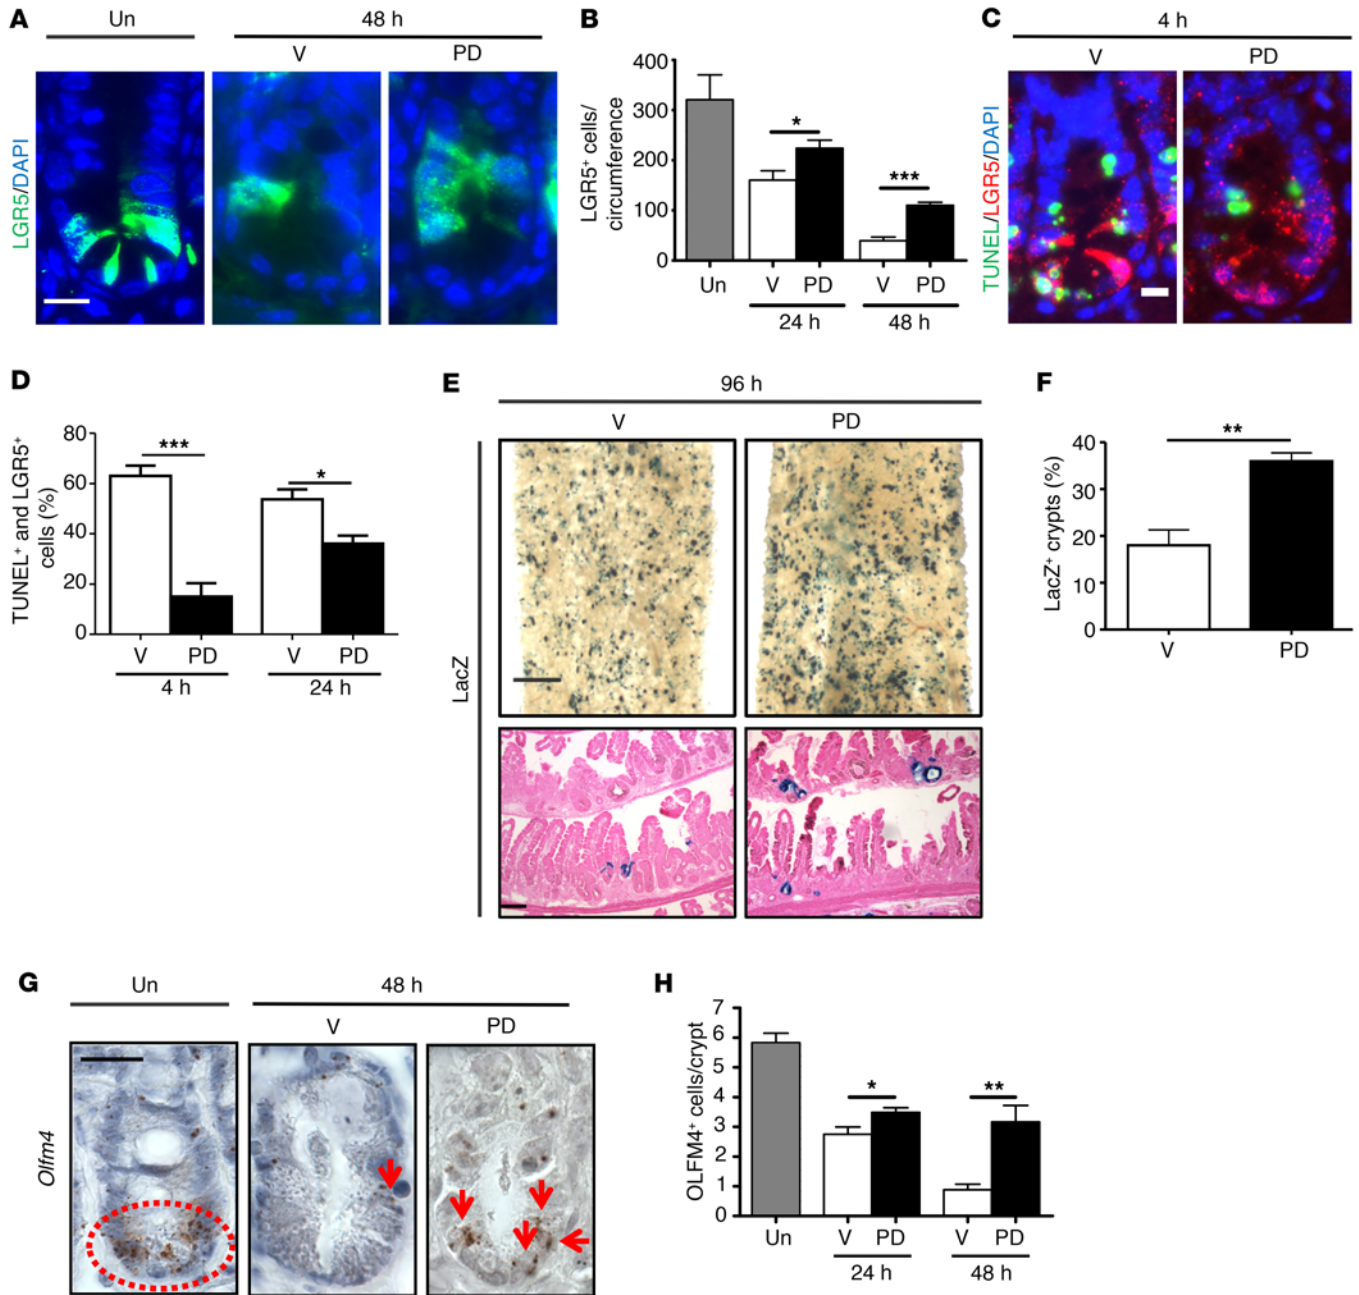 A
Un
48 h
V
PD
LGR5/DAPI
B
LGR5⁺ cells/
circumference
400
300
200
100
0
*
***
Un
V
PD
V
PD
24 h
48 h
C
4 h
V
PD
TUNEL/LGR5/DAPI
D
TUNEL⁺ and LGR5⁺
cells (%)
80
60
40
20
0
***
*
V
PD
V
PD
4 h
24 h
E
96 h
V
PD
LacZ
F
LacZ⁺ crypts (%)
40
30
20
10
0
**
V
PD
G
Un
48 h
V
PD
Olfm4
H
OLFM4⁺ cells/crypt
7
6
5
4
3
2
1
0
*
**
Un
V
PD
V
PD
24 h
48 h